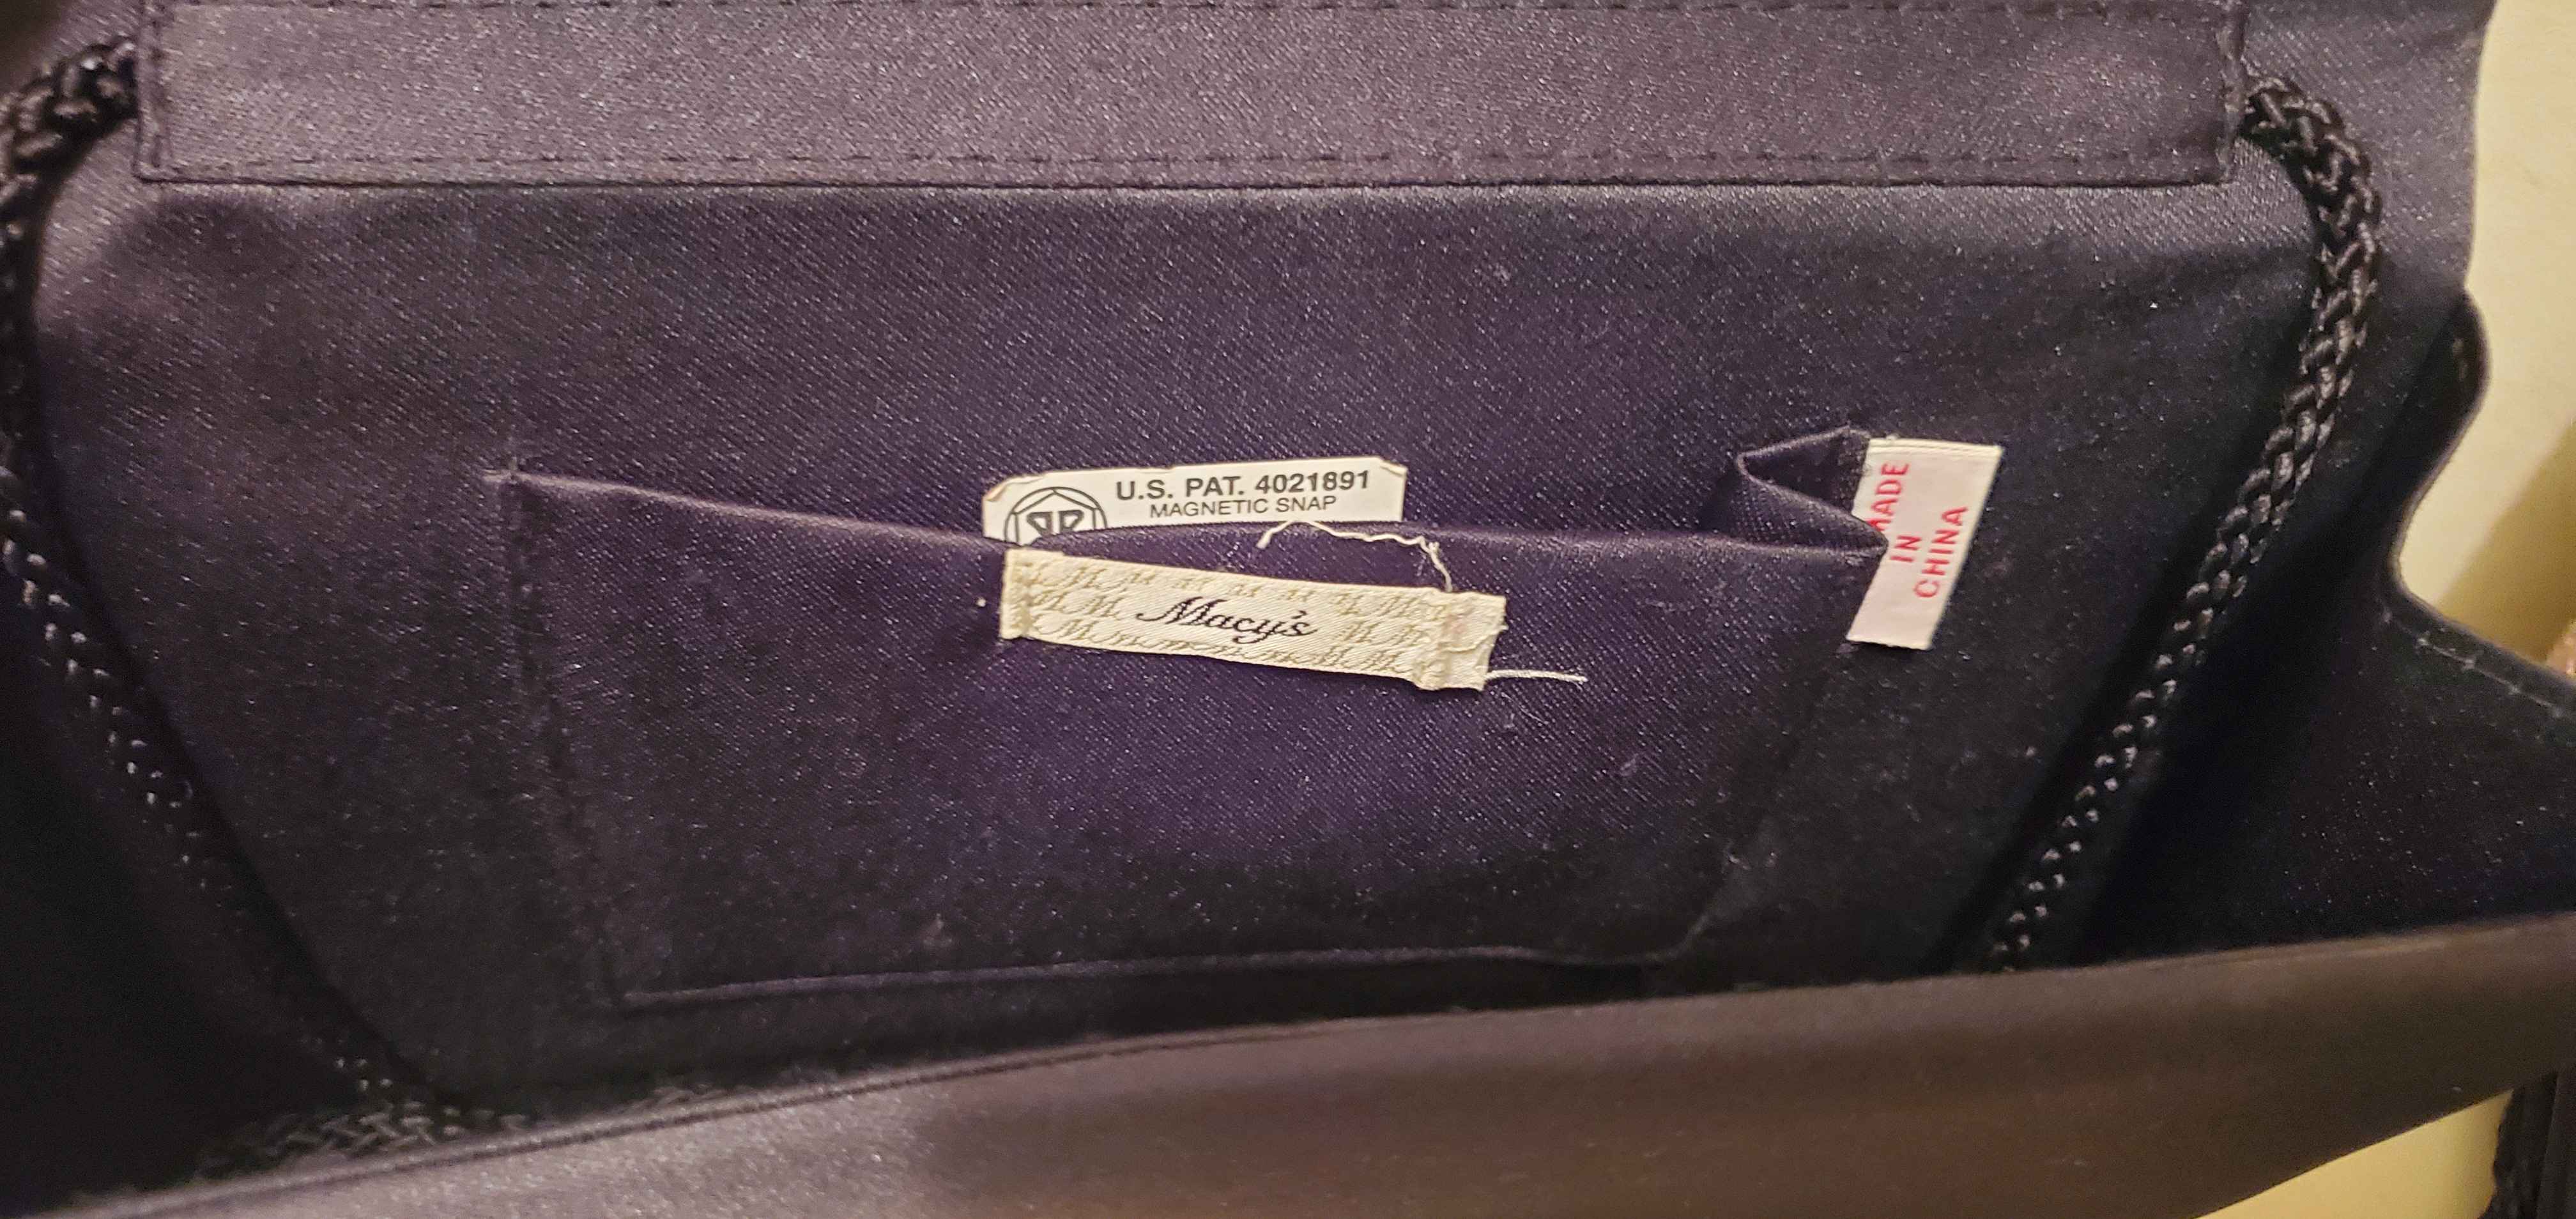 U.S. PAT. 4021891
MAGNETIC SNAP
Macy's
MADE
IN
CHINA